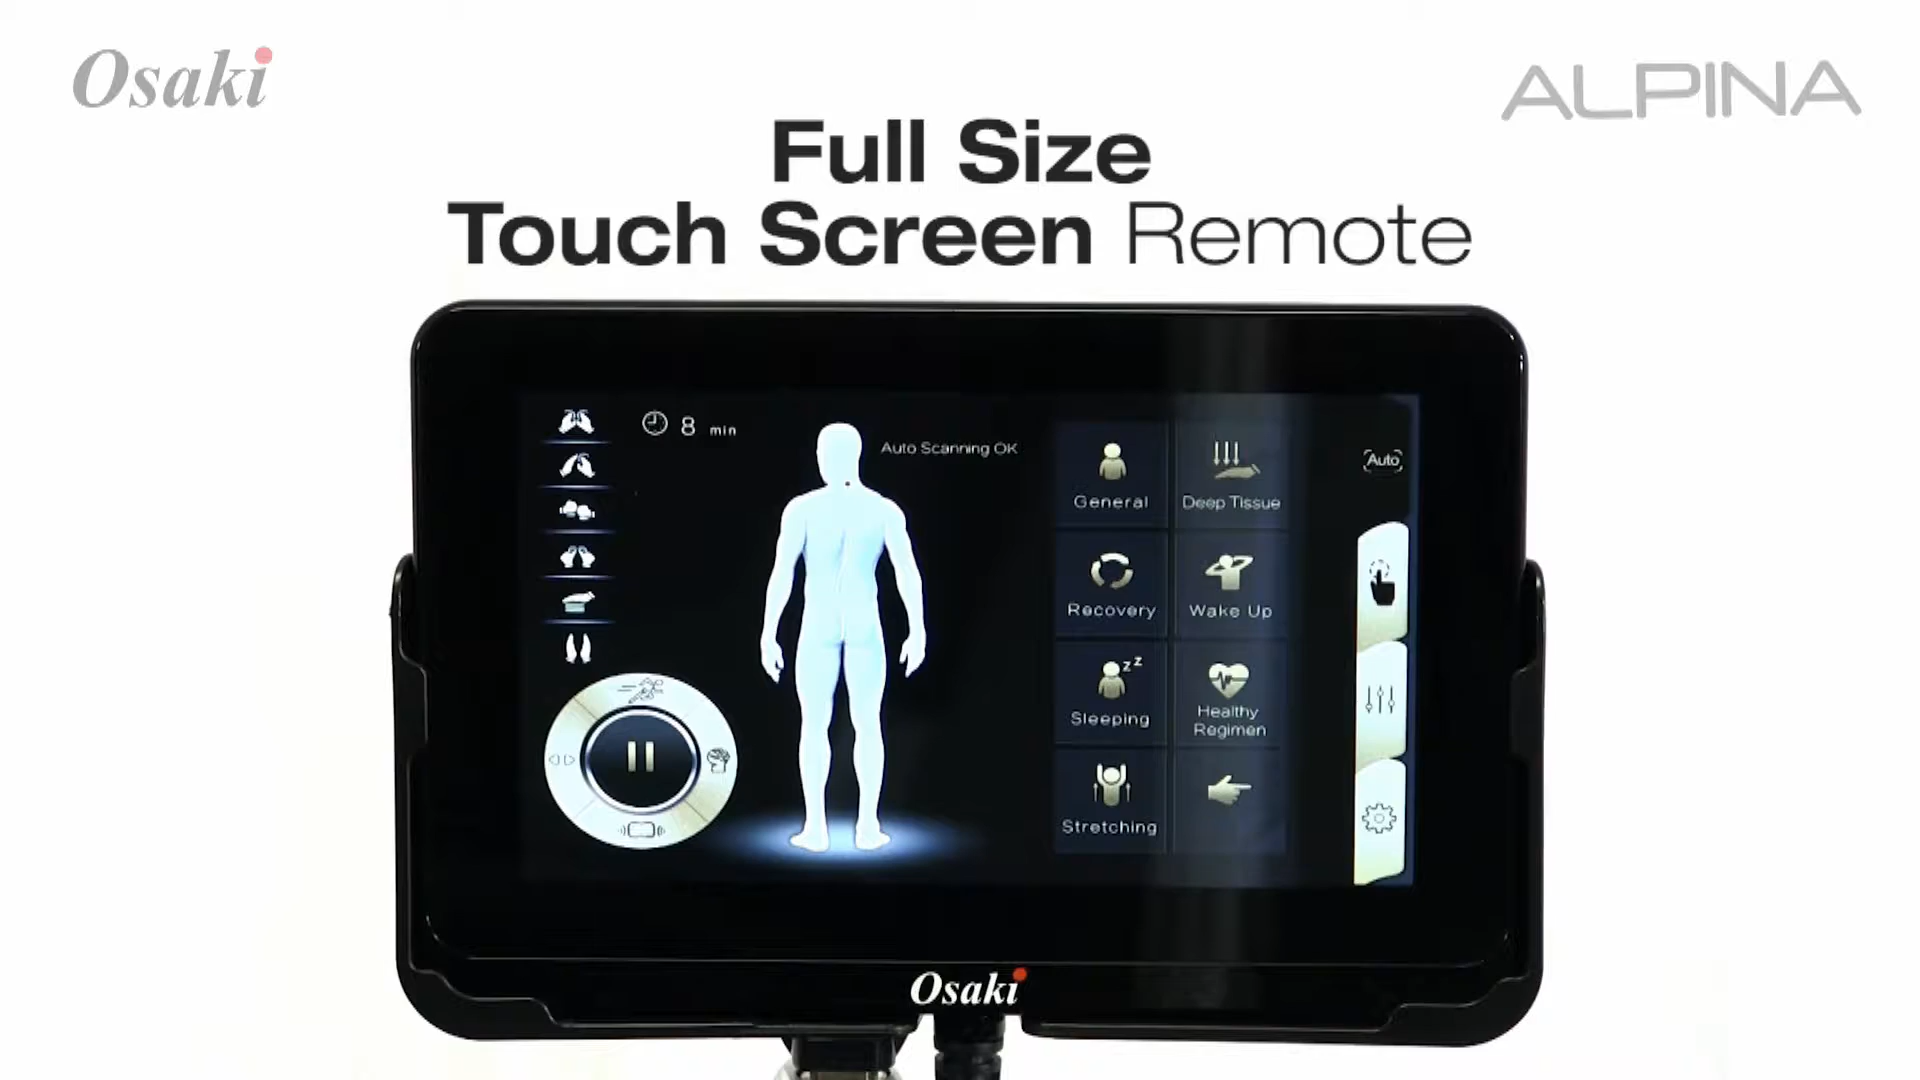 Osaki
ALPINA
Full Size
Touch Screen Remote
8 min
Auto Scanning OK
General
Deep Tissue
Auto
Recovery
Wake Up
Sleeping
z z
Healthy
Regimen
Stretching
Osaki